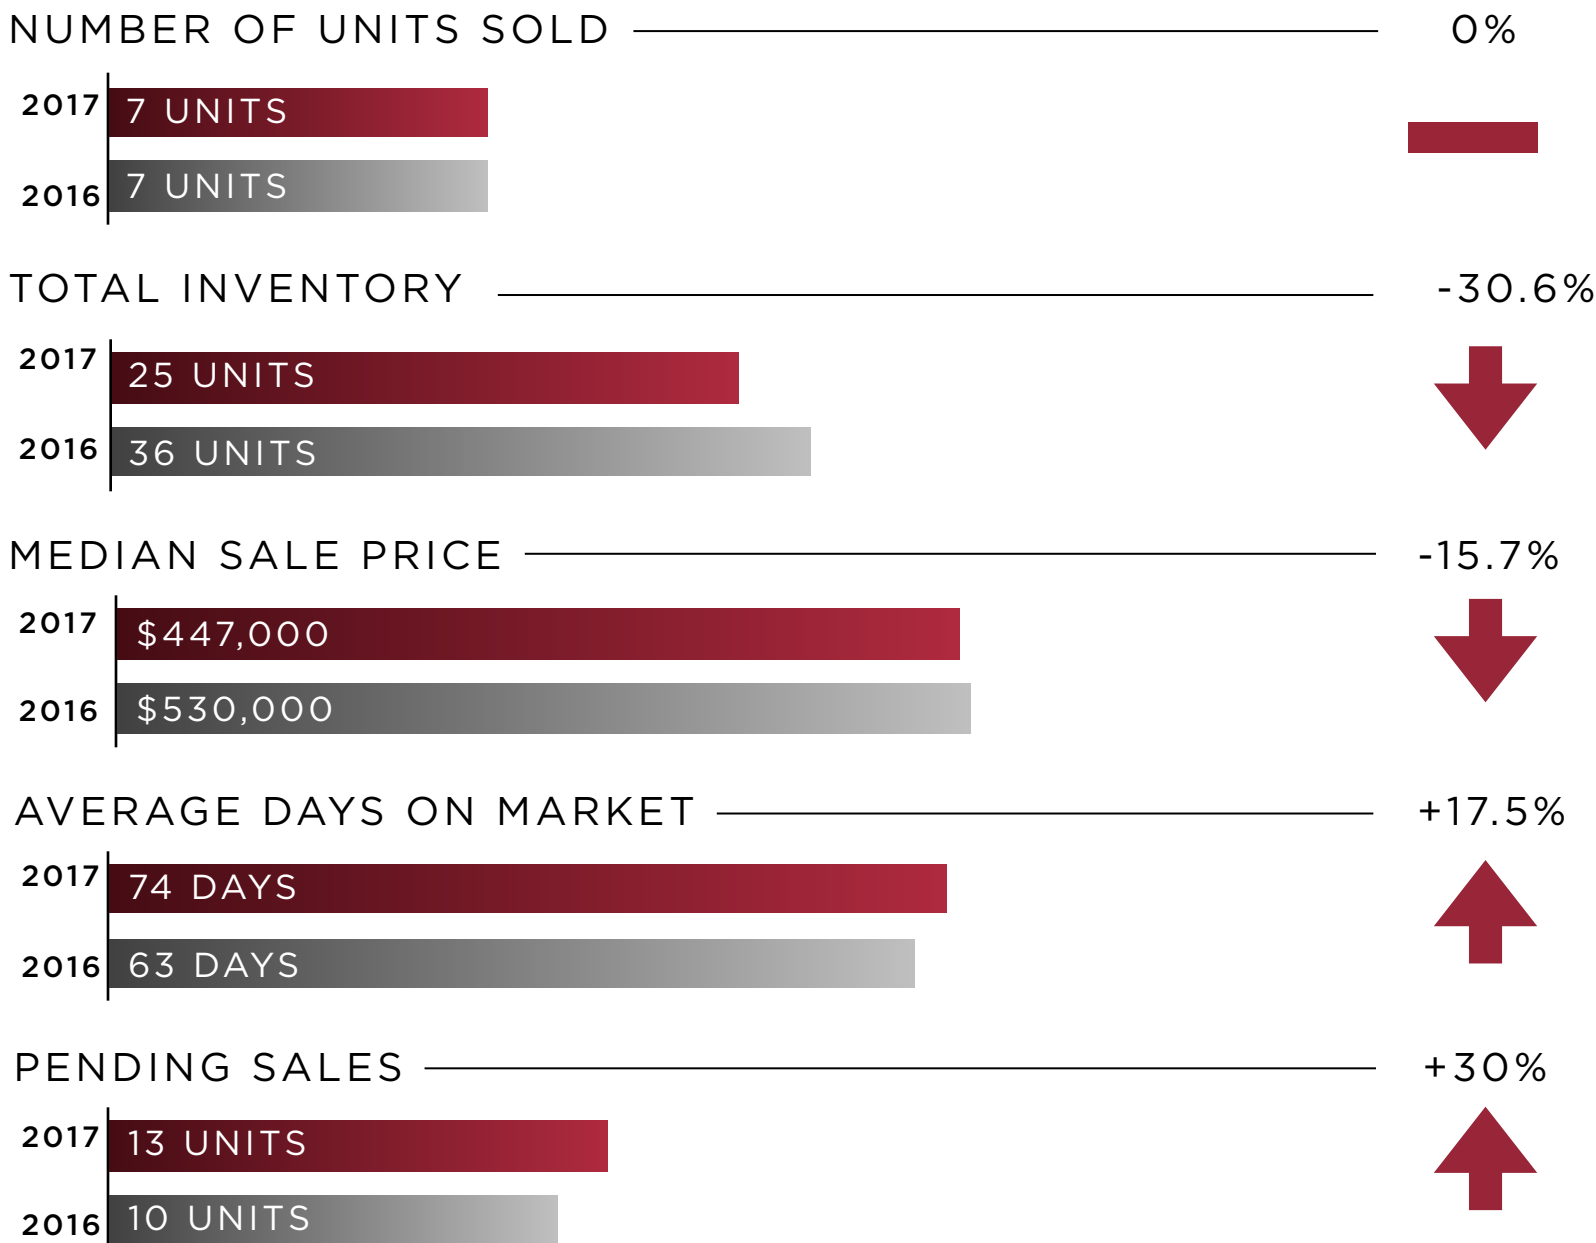 NUMBER OF UNITS SOLD 0%
2017 7 UNITS
2016 7 UNITS
TOTAL INVENTORY -30.6%
2017 25 UNITS
2016 36 UNITS
MEDIAN SALE PRICE -15.7%
2017 $447,000
2016 $530,000
AVERAGE DAYS ON MARKET +17.5%
2017 74 DAYS
2016 63 DAYS
PENDING SALES +30%
2017 13 UNITS
2016 10 UNITS